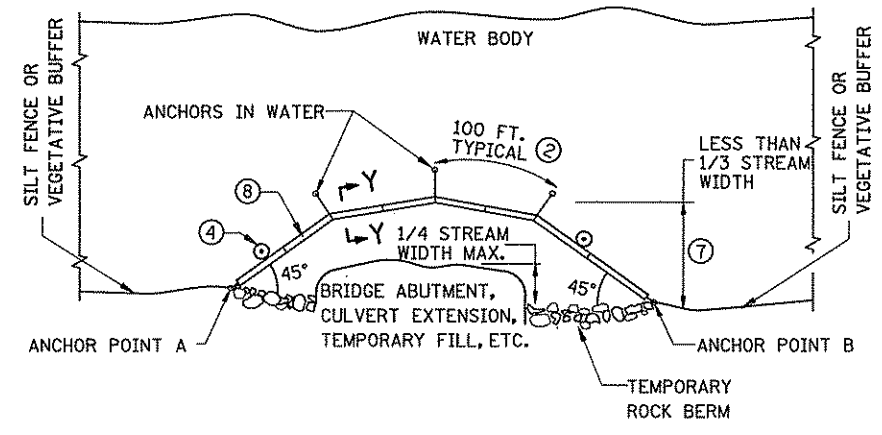 WATER BODY
SILT FENCE OR
VEGETATIVE BUFFER
ANCHORS IN WATER
100 FT.
TYPICAL 2
LESS THAN
1/3 STREAM
WIDTH
SILT FENCE OR
VEGETATIVE BUFFER
Y
8
4
Y
1/4 STREAM
WIDTH MAX.
7
45°
45°
BRIDGE ABUTMENT,
CULVERT EXTENSION,
TEMPORARY FILL, ETC.
ANCHOR POINT A
ANCHOR POINT B
TEMPORARY
ROCK BERM